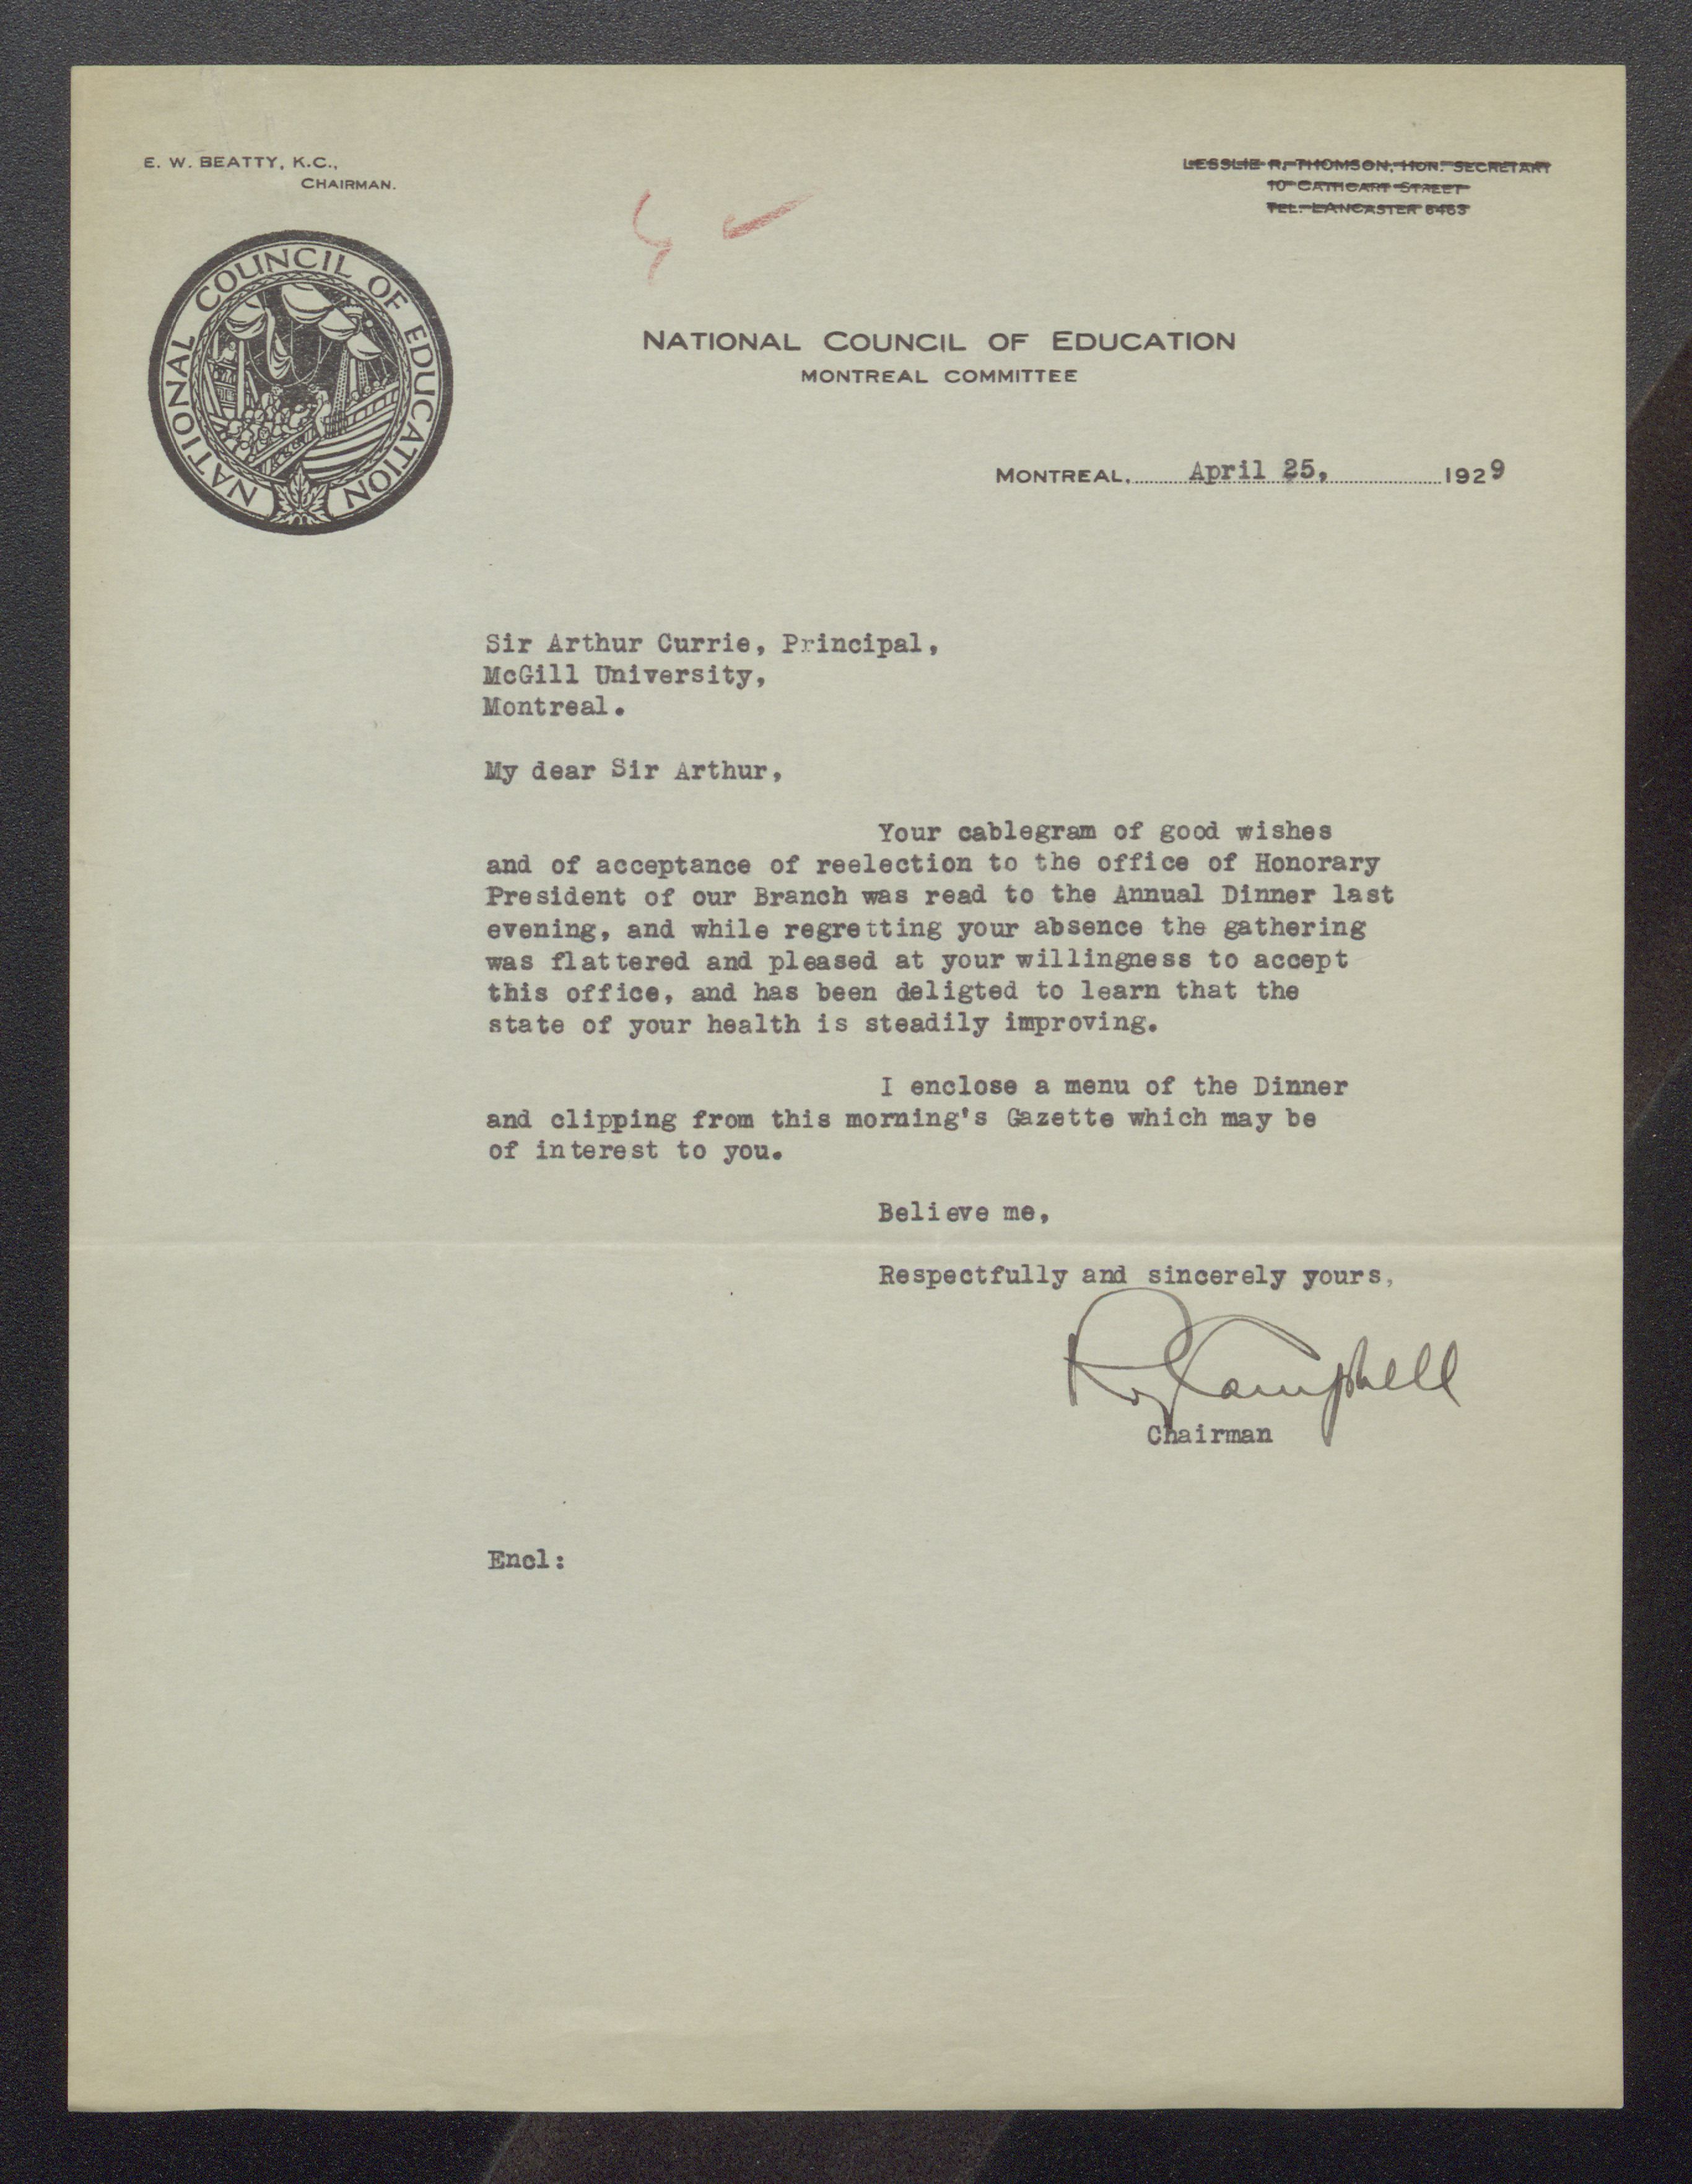 E. W. BEATTY, K.C.,
CHAIRMAN.
LESSLIE R. THOMSON, HON. SECRETARY
10 CATHCART STREET
TEL. LANCASTER 6463
NATIONAL COUNCIL OF EDUCATION
NATIONAL COUNCIL OF EDUCATION
MONTREAL COMMITTEE
MONTREAL, April 25, 1929
Sir Arthur Currie, Principal,
McGill University,
Montreal.
My dear Sir Arthur,
Your cablegram of good wishes
and of acceptance of reelection to the office of Honorary
President of our Branch was read to the Annual Dinner last
evening, and while regretting your absence the gathering
was flattered and pleased at your willingness to accept
this office, and has been deligted to learn that the
state of your health is steadily improving.
I enclose a menu of the Dinner
and clipping from this morning's Gazette which may be
of interest to you.
Believe me,
Respectfully and sincerely yours,
Roy Campbell
Chairman
Encl: